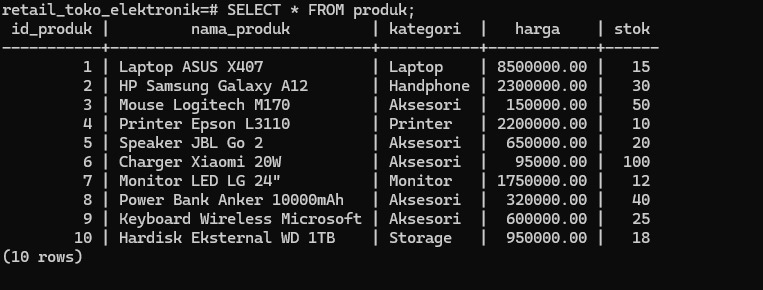 retail_toko_elektronik=# SELECT * FROM produk;
 id_produk |         nama_produk         | kategori  |   harga    | stok
-----------+-----------------------------+-----------+------------+------
         1 | Laptop ASUS X407            | Laptop    | 8500000.00 |   15
         2 | HP Samsung Galaxy A12       | Handphone | 2300000.00 |   30
         3 | Mouse Logitech M170         | Aksesori  |  150000.00 |   50
         4 | Printer Epson L3110         | Printer   | 2200000.00 |   10
         5 | Speaker JBL Go 2            | Aksesori  |  650000.00 |   20
         6 | Charger Xiaomi 20W          | Aksesori  |   95000.00 |  100
         7 | Monitor LED LG 24"          | Monitor   | 1750000.00 |   12
         8 | Power Bank Anker 10000mAh   | Aksesori  |  320000.00 |   40
         9 | Keyboard Wireless Microsoft | Aksesori  |  600000.00 |   25
        10 | Hardisk Eksternal WD 1TB    | Storage   |  950000.00 |   18
(10 rows)